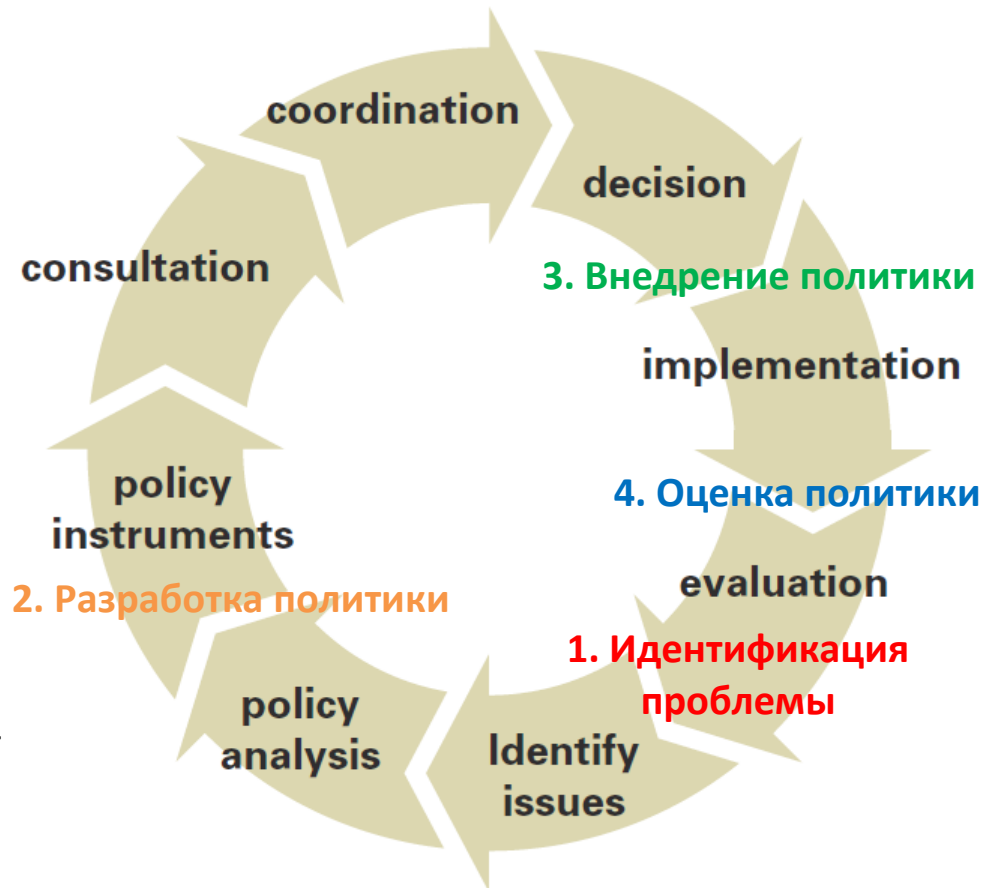 coordination
decision
consultation
3. Внедрение политики
implementation
policy
instruments
4. Оценка политики
evaluation
2. Разработка политики
1. Идентификация
проблемы
policy
analysis
Identify
issues